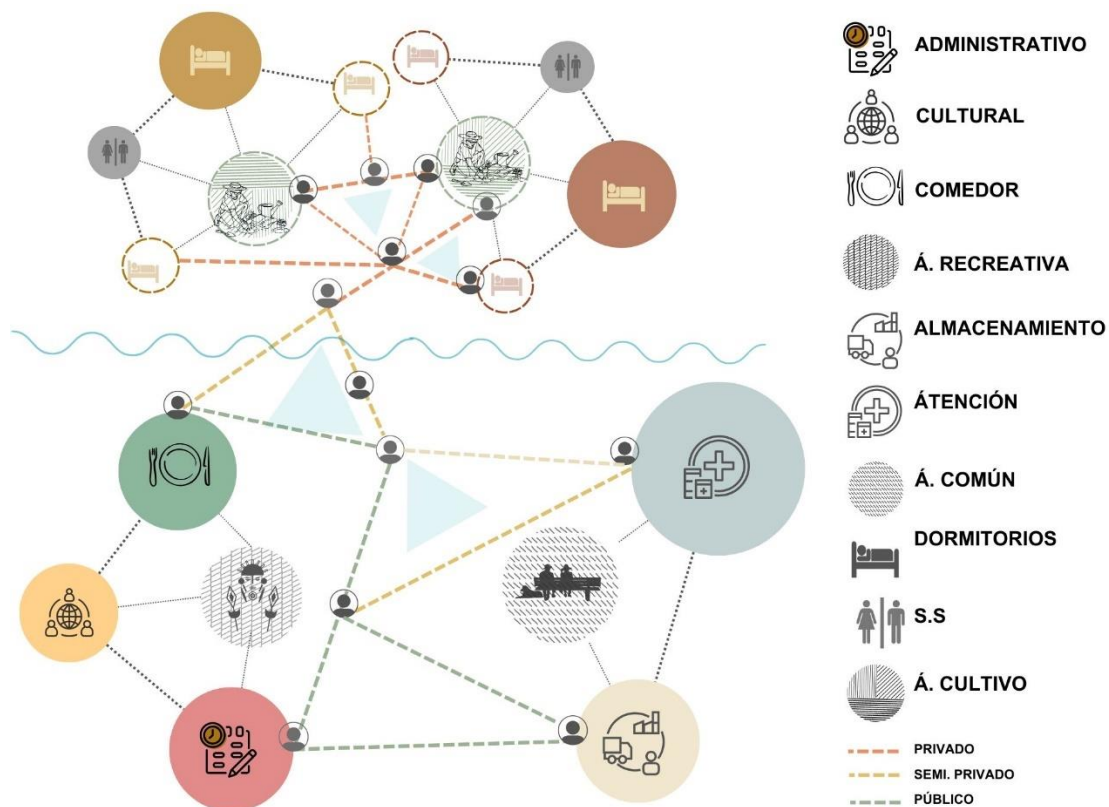 ADMINISTRATIVO
CULTURAL
COMEDOR
Á. RECREATIVA
ALMACENAMIENTO
ÁTENCIÓN
Á. COMÚN
DORMITORIOS
S.S
Á. CULTIVO
PRIVADO
SEMI. PRIVADO
PÚBLICO